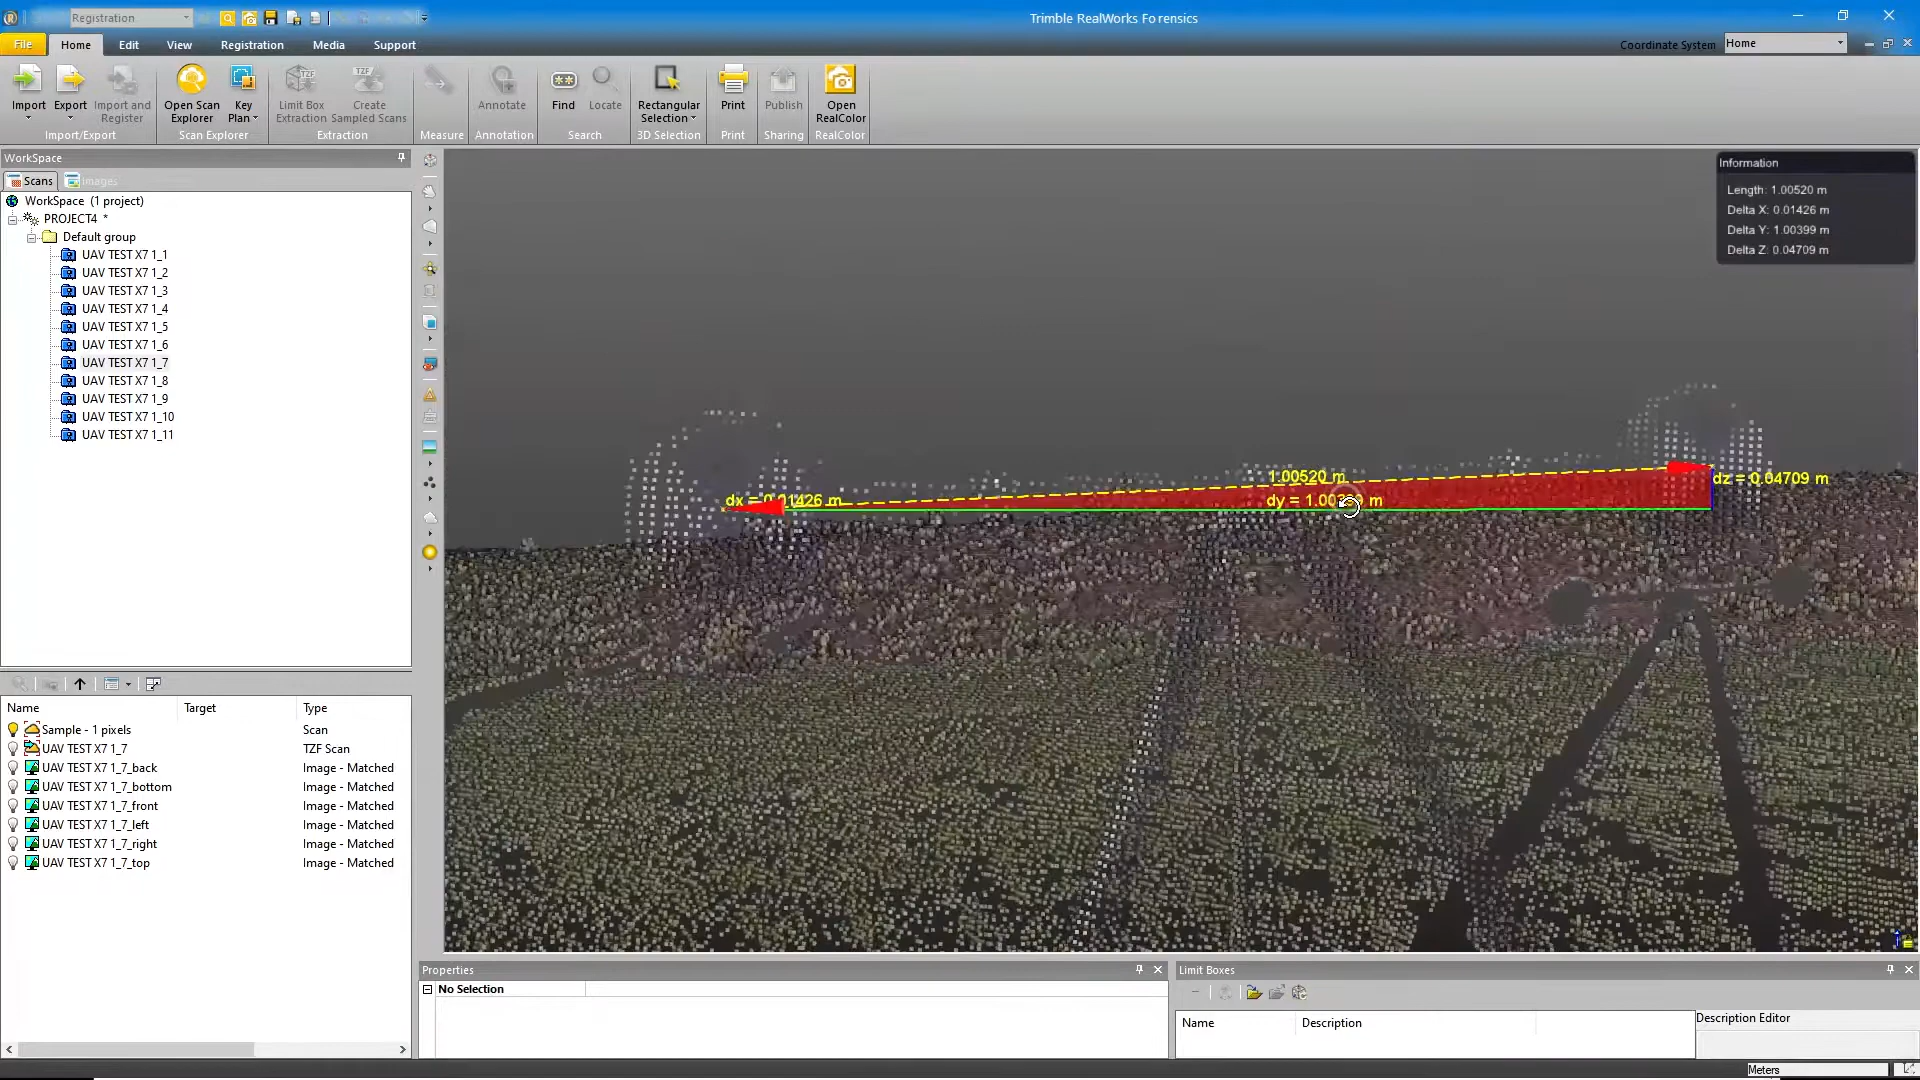 Registration
Trimble RealWorks Forensics
File Home Edit View Registration Media Support
Coordinate System Home
Import Export Import and Register
Import/Export
Open Scan Explorer Key Plan
Scan Explorer
Limit Box Extraction Create Sampled Scans
Extraction
Measure
Annotate
Annotation
Find Locate
Search
Rectangular Selection
3D Selection
Print
Print
Publish
Sharing
Open RealColor
RealColor
WorkSpace
Scans Images
WorkSpace (1 project)
PROJECT4 *
Default group
UAV TEST X7 1_1
UAV TEST X7 1_2
UAV TEST X7 1_3
UAV TEST X7 1_4
UAV TEST X7 1_5
UAV TEST X7 1_6
UAV TEST X7 1_7
UAV TEST X7 1_8
UAV TEST X7 1_9
UAV TEST X7 1_10
UAV TEST X7 1_11
Information
Length: 1.00520 m
Delta X: 0.01426 m
Delta Y: 1.00399 m
Delta Z: 0.04709 m
1.00520 m
dx = 0.01426 m
dy = 1.00399 m
dz = 0.04709 m
Name Target Type
Sample - 1 pixels Scan
UAV TEST X7 1_7 TZF Scan
UAV TEST X7 1_7_back Image - Matched
UAV TEST X7 1_7_bottom Image - Matched
UAV TEST X7 1_7_front Image - Matched
UAV TEST X7 1_7_left Image - Matched
UAV TEST X7 1_7_right Image - Matched
UAV TEST X7 1_7_top Image - Matched
Properties
No Selection
Limit Boxes
Name Description
Description Editor
Meters